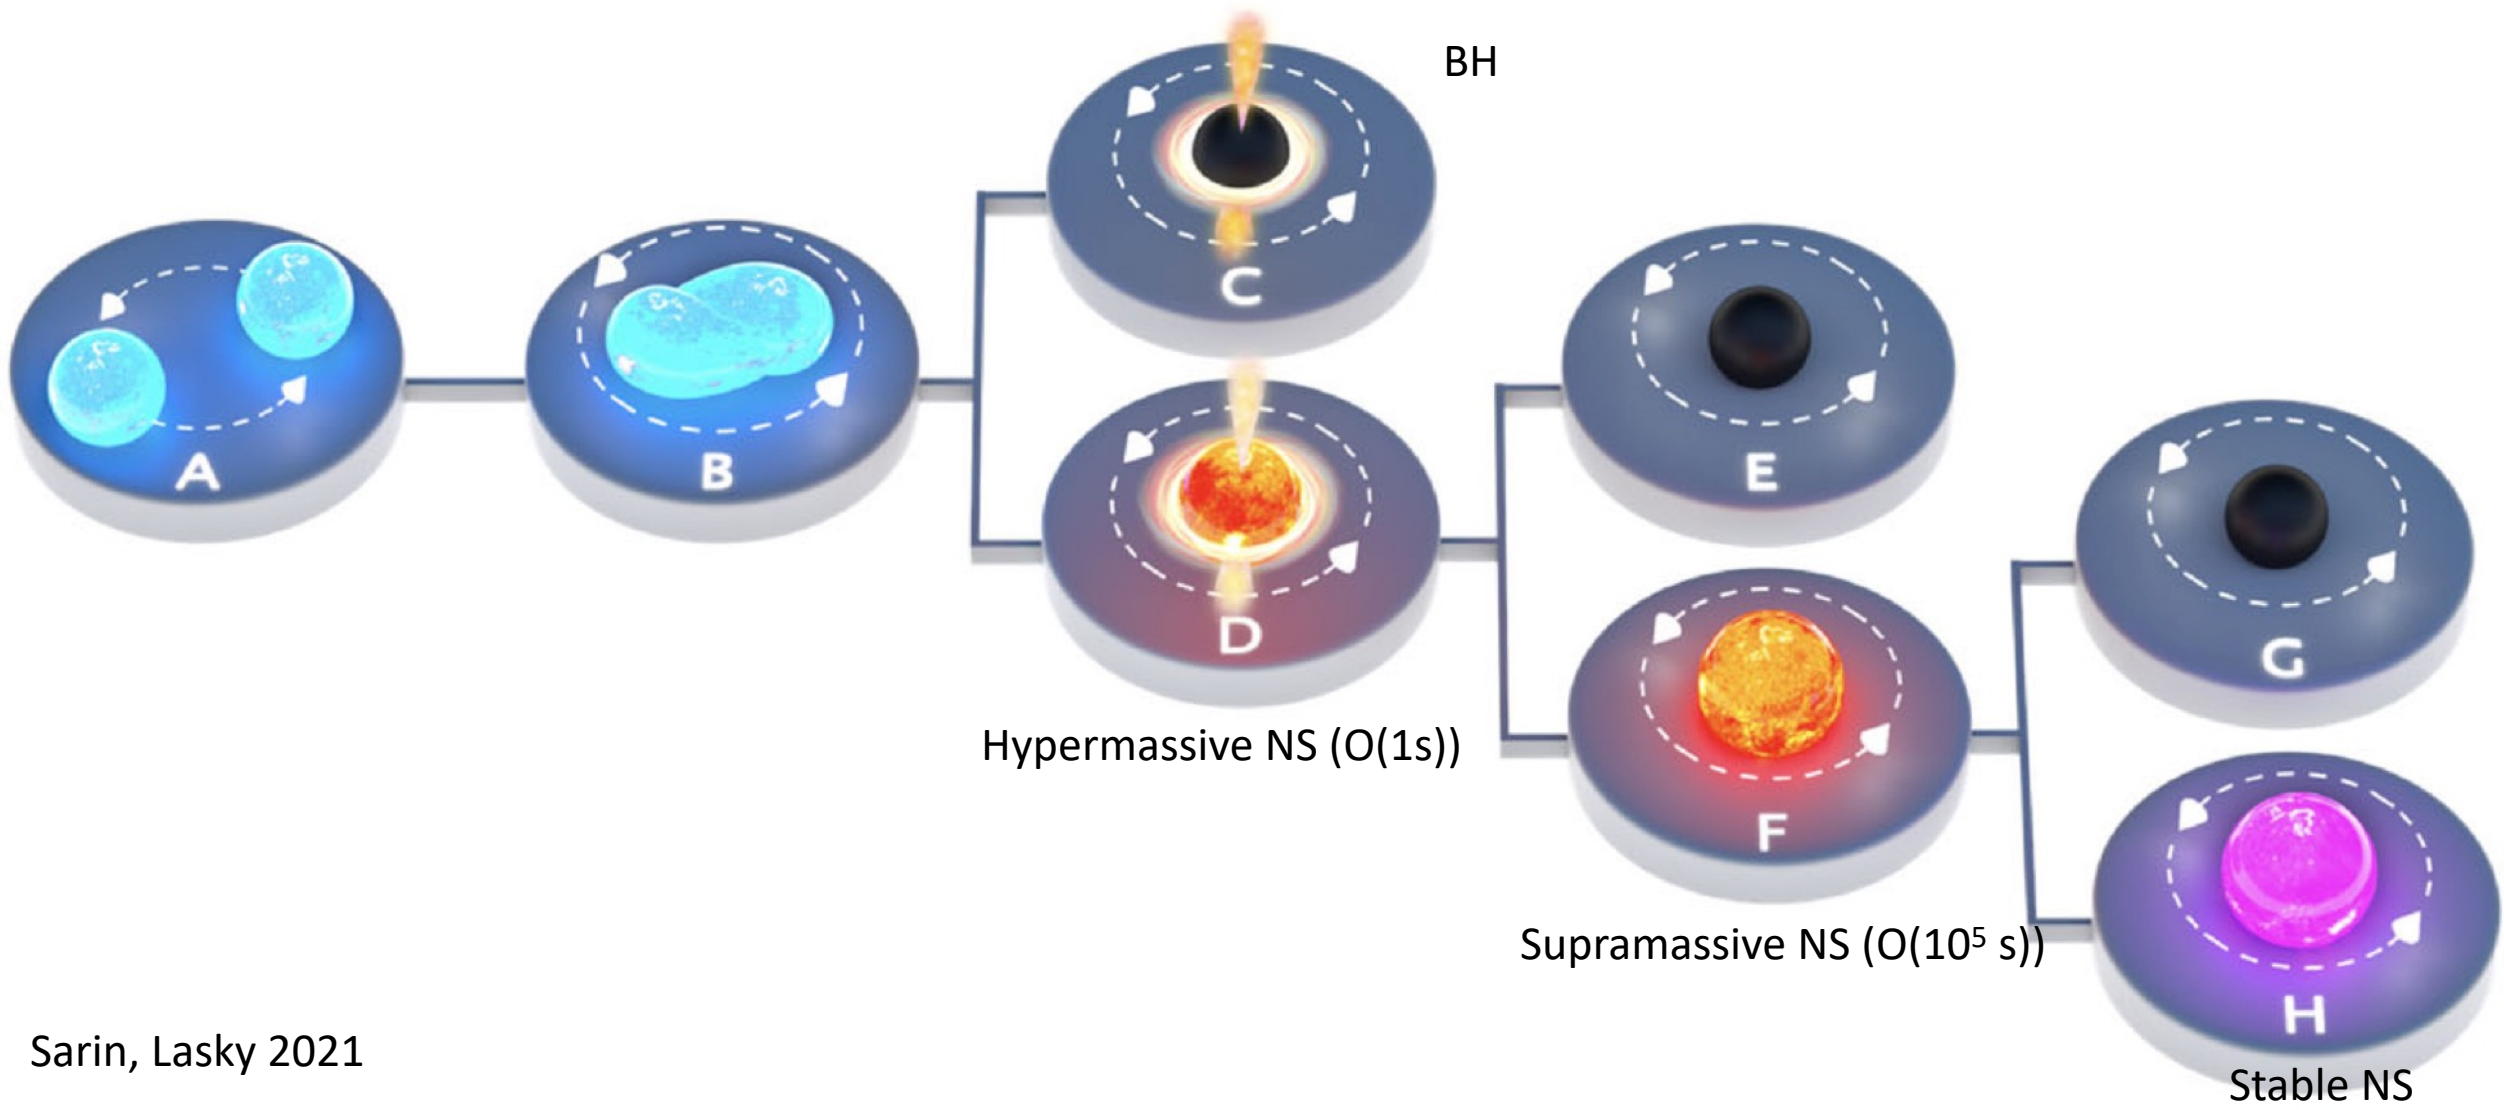 BH
A
B
C
D
E
F
G
H
Hypermassive NS (O(1s))
Supramassive NS (O(10⁵ s))
Stable NS
Sarin, Lasky 2021